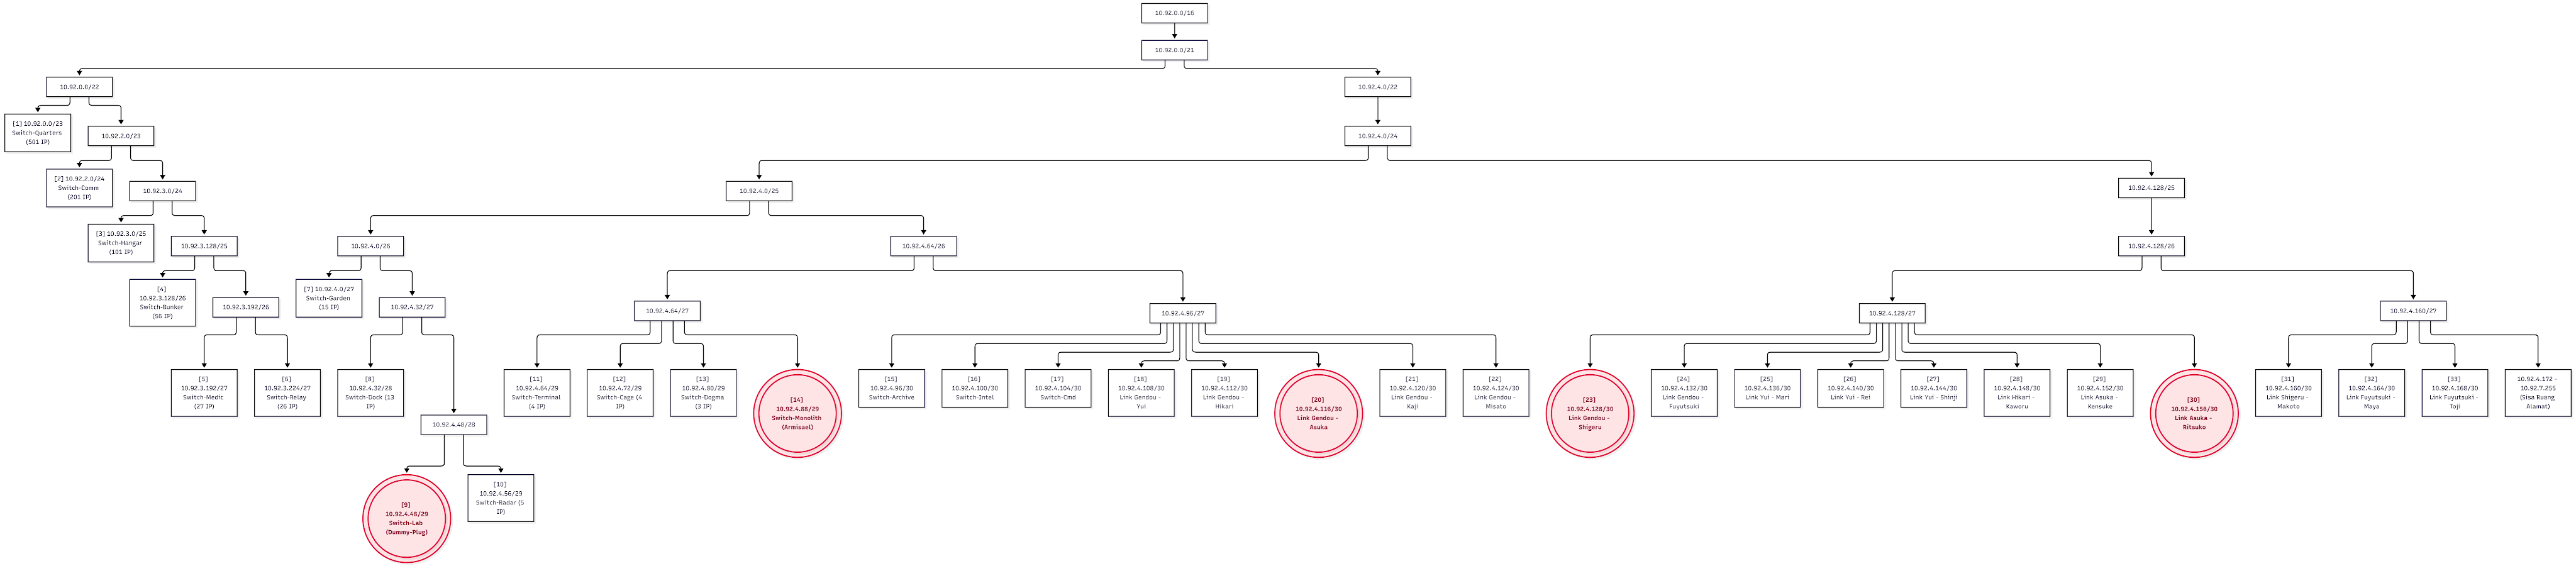 10.92.0.0/16
10.92.0.0/21
10.92.0.0/22
10.92.4.0/22
[1] 10.92.0.0/23
Switch-Quarters
(501 IP)
10.92.2.0/23
10.92.4.0/24
[2] 10.92.2.0/24
Switch-Comm
(201 IP)
10.92.3.0/24
10.92.4.0/25
10.92.4.128/25
[3] 10.92.3.0/25
Switch-Hangar
(101 IP)
10.92.3.128/25
10.92.4.0/26
10.92.4.64/26
10.92.4.128/26
[4]
10.92.3.128/26
Switch-Bunker
(56 IP)
10.92.3.192/26
[7] 10.92.4.0/27
Switch-Garden
(15 IP)
10.92.4.32/27
10.92.4.64/27
10.92.4.96/27
10.92.4.128/27
10.92.4.160/27
[5]
10.92.3.192/27
Switch-Medic
(27 IP)
[6]
10.92.3.224/27
Switch-Relay
(26 IP)
[8]
10.92.4.32/28
Switch-Dock (13
IP)
10.92.4.48/28
[11]
10.92.4.64/29
Switch-Terminal
(4 IP)
[12]
10.92.4.72/29
Switch-Cage (4
IP)
[13]
10.92.4.80/29
Switch-Dogma
(3 IP)
[14]
10.92.4.88/29
Switch-Monolith
(Armisael)
[15]
10.92.4.96/30
Switch-Archive
[16]
10.92.4.100/30
Switch-Intel
[17]
10.92.4.104/30
Switch-Cmd
[18]
10.92.4.108/30
Link Gendou -
Yui
[19]
10.92.4.112/30
Link Gendou -
Hikari
[20]
10.92.4.116/30
Link Gendou -
Asuka
[21]
10.92.4.120/30
Link Gendou -
Kaji
[22]
10.92.4.124/30
Link Gendou -
Misato
[23]
10.92.4.128/30
Link Gendou -
Shigeru
[24]
10.92.4.132/30
Link Gendou -
Fuyutsuki
[25]
10.92.4.136/30
Link Yui - Mari
[26]
10.92.4.140/30
Link Yui - Rei
[27]
10.92.4.144/30
Link Yui - Shinji
[28]
10.92.4.148/30
Link Hikari -
Kaworu
[29]
10.92.4.152/30
Link Asuka -
Kensuke
[30]
10.92.4.156/30
Link Asuka -
Ritsuko
[31]
10.92.4.160/30
Link Shigeru -
Makoto
[32]
10.92.4.164/30
Link Fuyutsuki -
Maya
[33]
10.92.4.168/30
Link Fuyutsuki -
Toji
10.92.4.172 -
10.92.7.255
(Sisa Ruang
Alamat)
[9]
10.92.4.48/29
Switch-Lab
(Dummy-Plug)
[10]
10.92.4.56/29
Switch-Radar (5
IP)